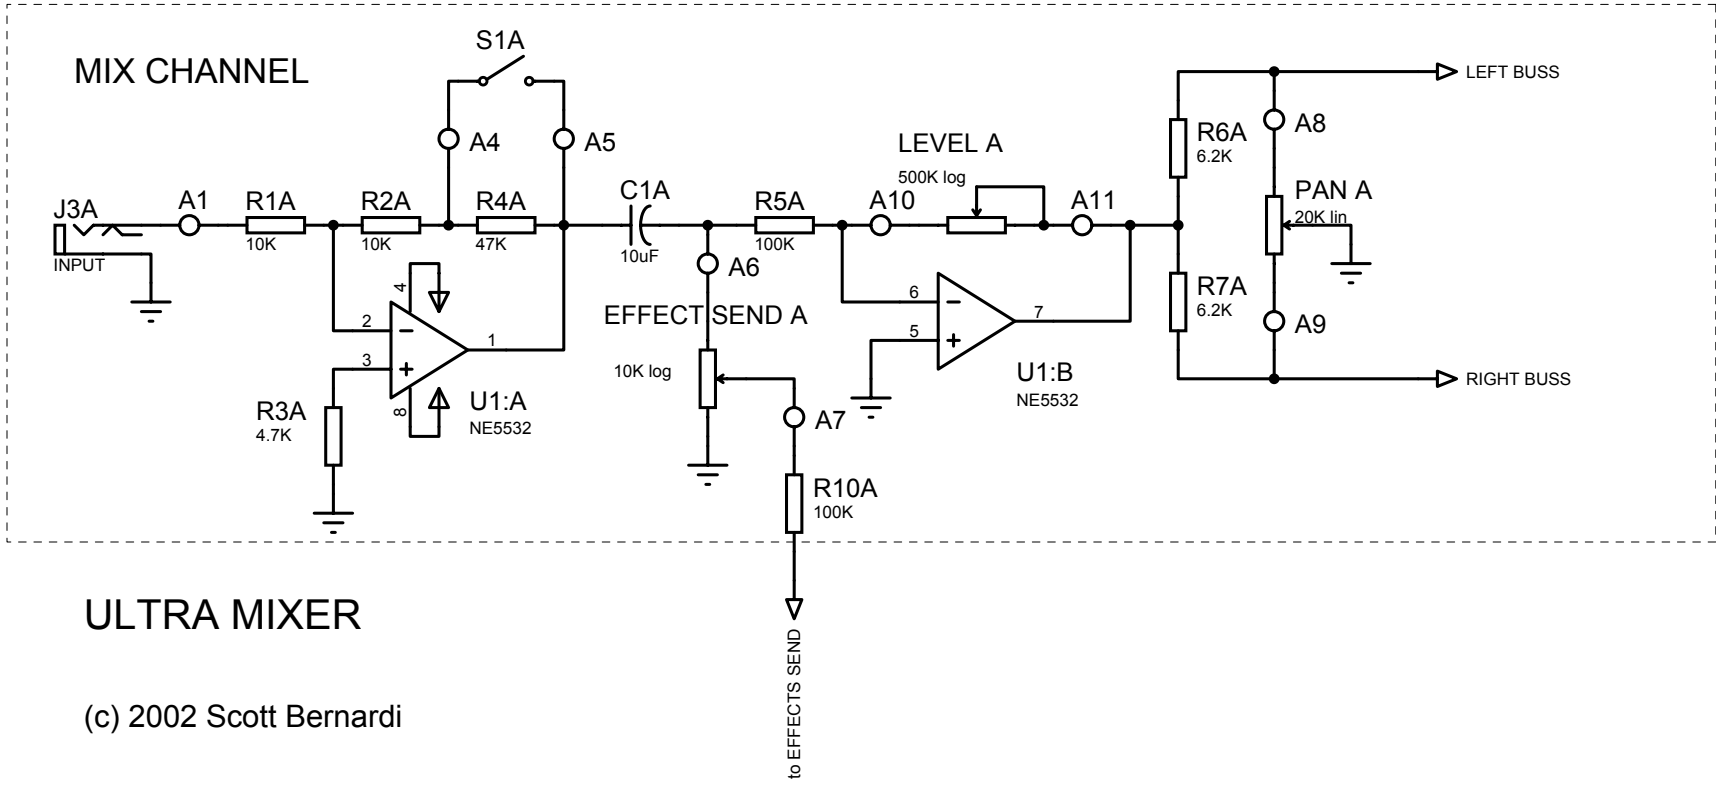 MIX CHANNEL
S1A
A4
A5
J3A
INPUT
A1
R1A
10K
R2A
10K
R4A
47K
C1A
10uF
R5A
100K
A10
LEVEL A
500K log
A11
R6A
6.2K
R7A
6.2K
LEFT BUSS
A8
PAN A
20K lin
A9
RIGHT BUSS
4
2
3
8
1
U1:A
NE5532
R3A
4.7K
A6
EFFECT SEND A
10K log
A7
R10A
100K
6
5
7
U1:B
NE5532
to EFFECTS SEND
ULTRA MIXER
(c) 2002 Scott Bernardi